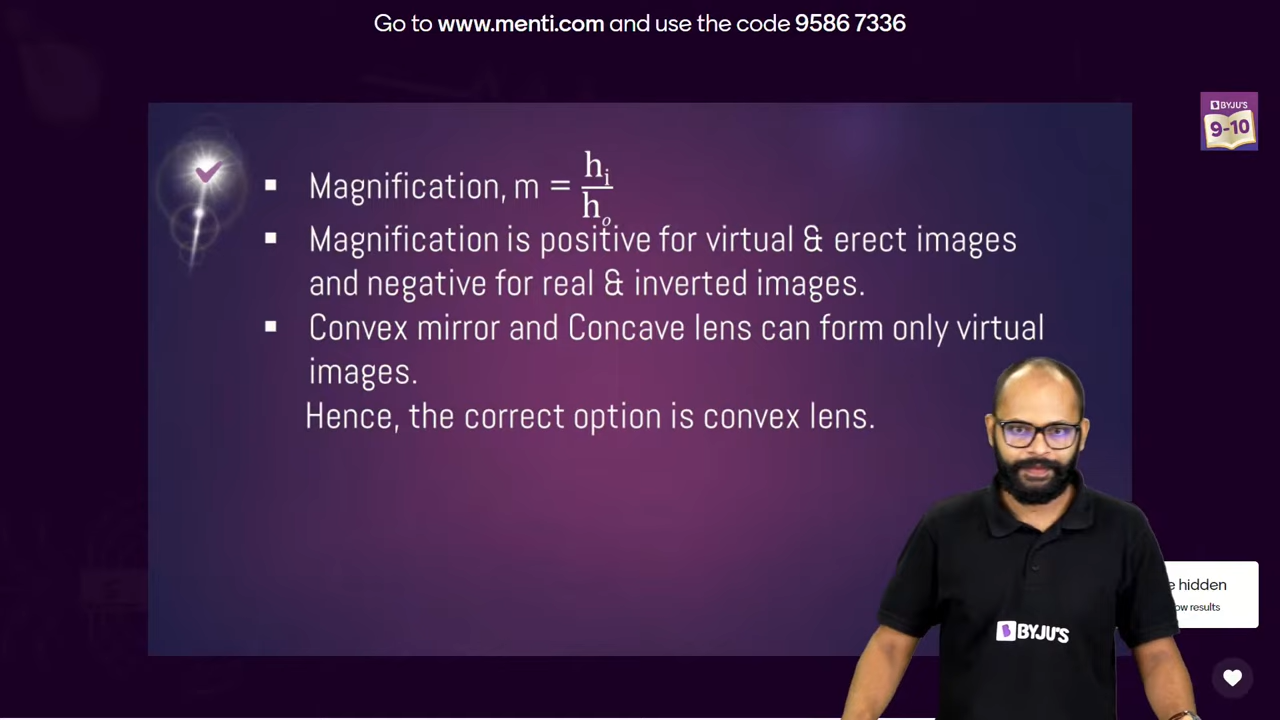 Go to www.menti.com and use the code 9586 7336
BYJU'S
9-10
▪ Magnification, m = hi/ho
▪ Magnification is positive for virtual & erect images
and negative for real & inverted images.
▪ Convex mirror and Concave lens can form only virtual
images.
Hence, the correct option is convex lens.
hidden
results
BYJU'S